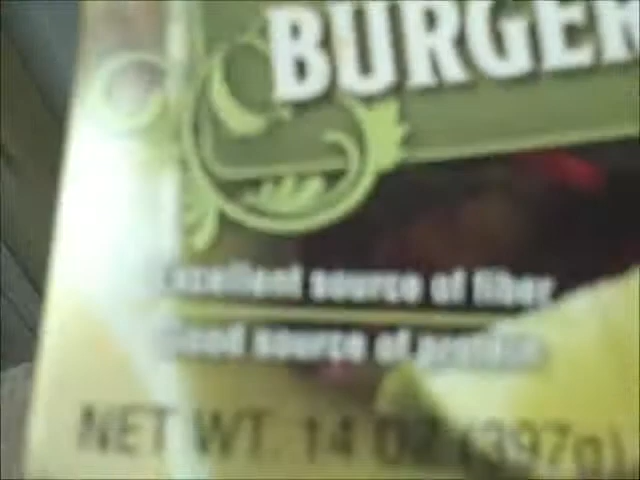 BURGER
Excellent source of fiber
Good source of protein
NET WT. 14 OZ (397g)